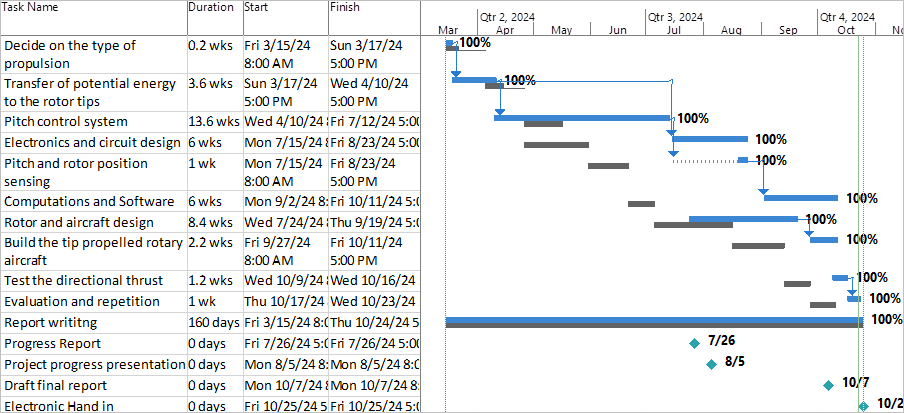 Task Name Duration Start Finish
Qtr 2, 2024 Qtr 3, 2024 Qtr 4, 2024
Mar Apr May Jun Jul Aug Sep Oct No
Decide on the type of propulsion 0.2 wks Fri 3/15/24 8:00 AM Sun 3/17/24 5:00 PM 100%
Transfer of potential energy to the rotor tips 3.6 wks Sun 3/17/24 5:00 PM Wed 4/10/24 5:00 PM 100%
Pitch control system 13.6 wks Wed 4/10/24 8: Fri 7/12/24 5:00 100%
Electronics and circuit design 6 wks Mon 7/15/24 8: Fri 8/23/24 5:00 100%
Pitch and rotor position sensing 1 wk Mon 7/15/24 8:00 AM Fri 8/23/24 5:00 PM 100%
Computations and Software 6 wks Mon 9/2/24 8: Fri 10/11/24 5: 100%
Rotor and aircraft design 8.4 wks Wed 7/24/24 8: Thu 9/19/24 5: 100%
Build the tip propelled rotary aircraft 2.2 wks Fri 9/27/24 8:00 AM Fri 10/11/24 5:00 PM 100%
Test the directional thrust 1.2 wks Wed 10/9/24 Wed 10/16/24 100%
Evaluation and repetition 1 wk Thu 10/17/24 Wed 10/23/24 100%
Report writitng 160 days Fri 3/15/24 8:0 Thu 10/24/24 5 100%
Progress Report 0 days Fri 7/26/24 5:0 Fri 7/26/24 5:0 7/26
Project progress presentation 0 days Mon 8/5/24 8: Mon 8/5/24 8: 8/5
Draft final report 0 days Mon 10/7/24 8 Mon 10/7/24 8: 10/7
Electronic Hand in 0 days Fri 10/25/24 5: Fri 10/25/24 5: 10/2